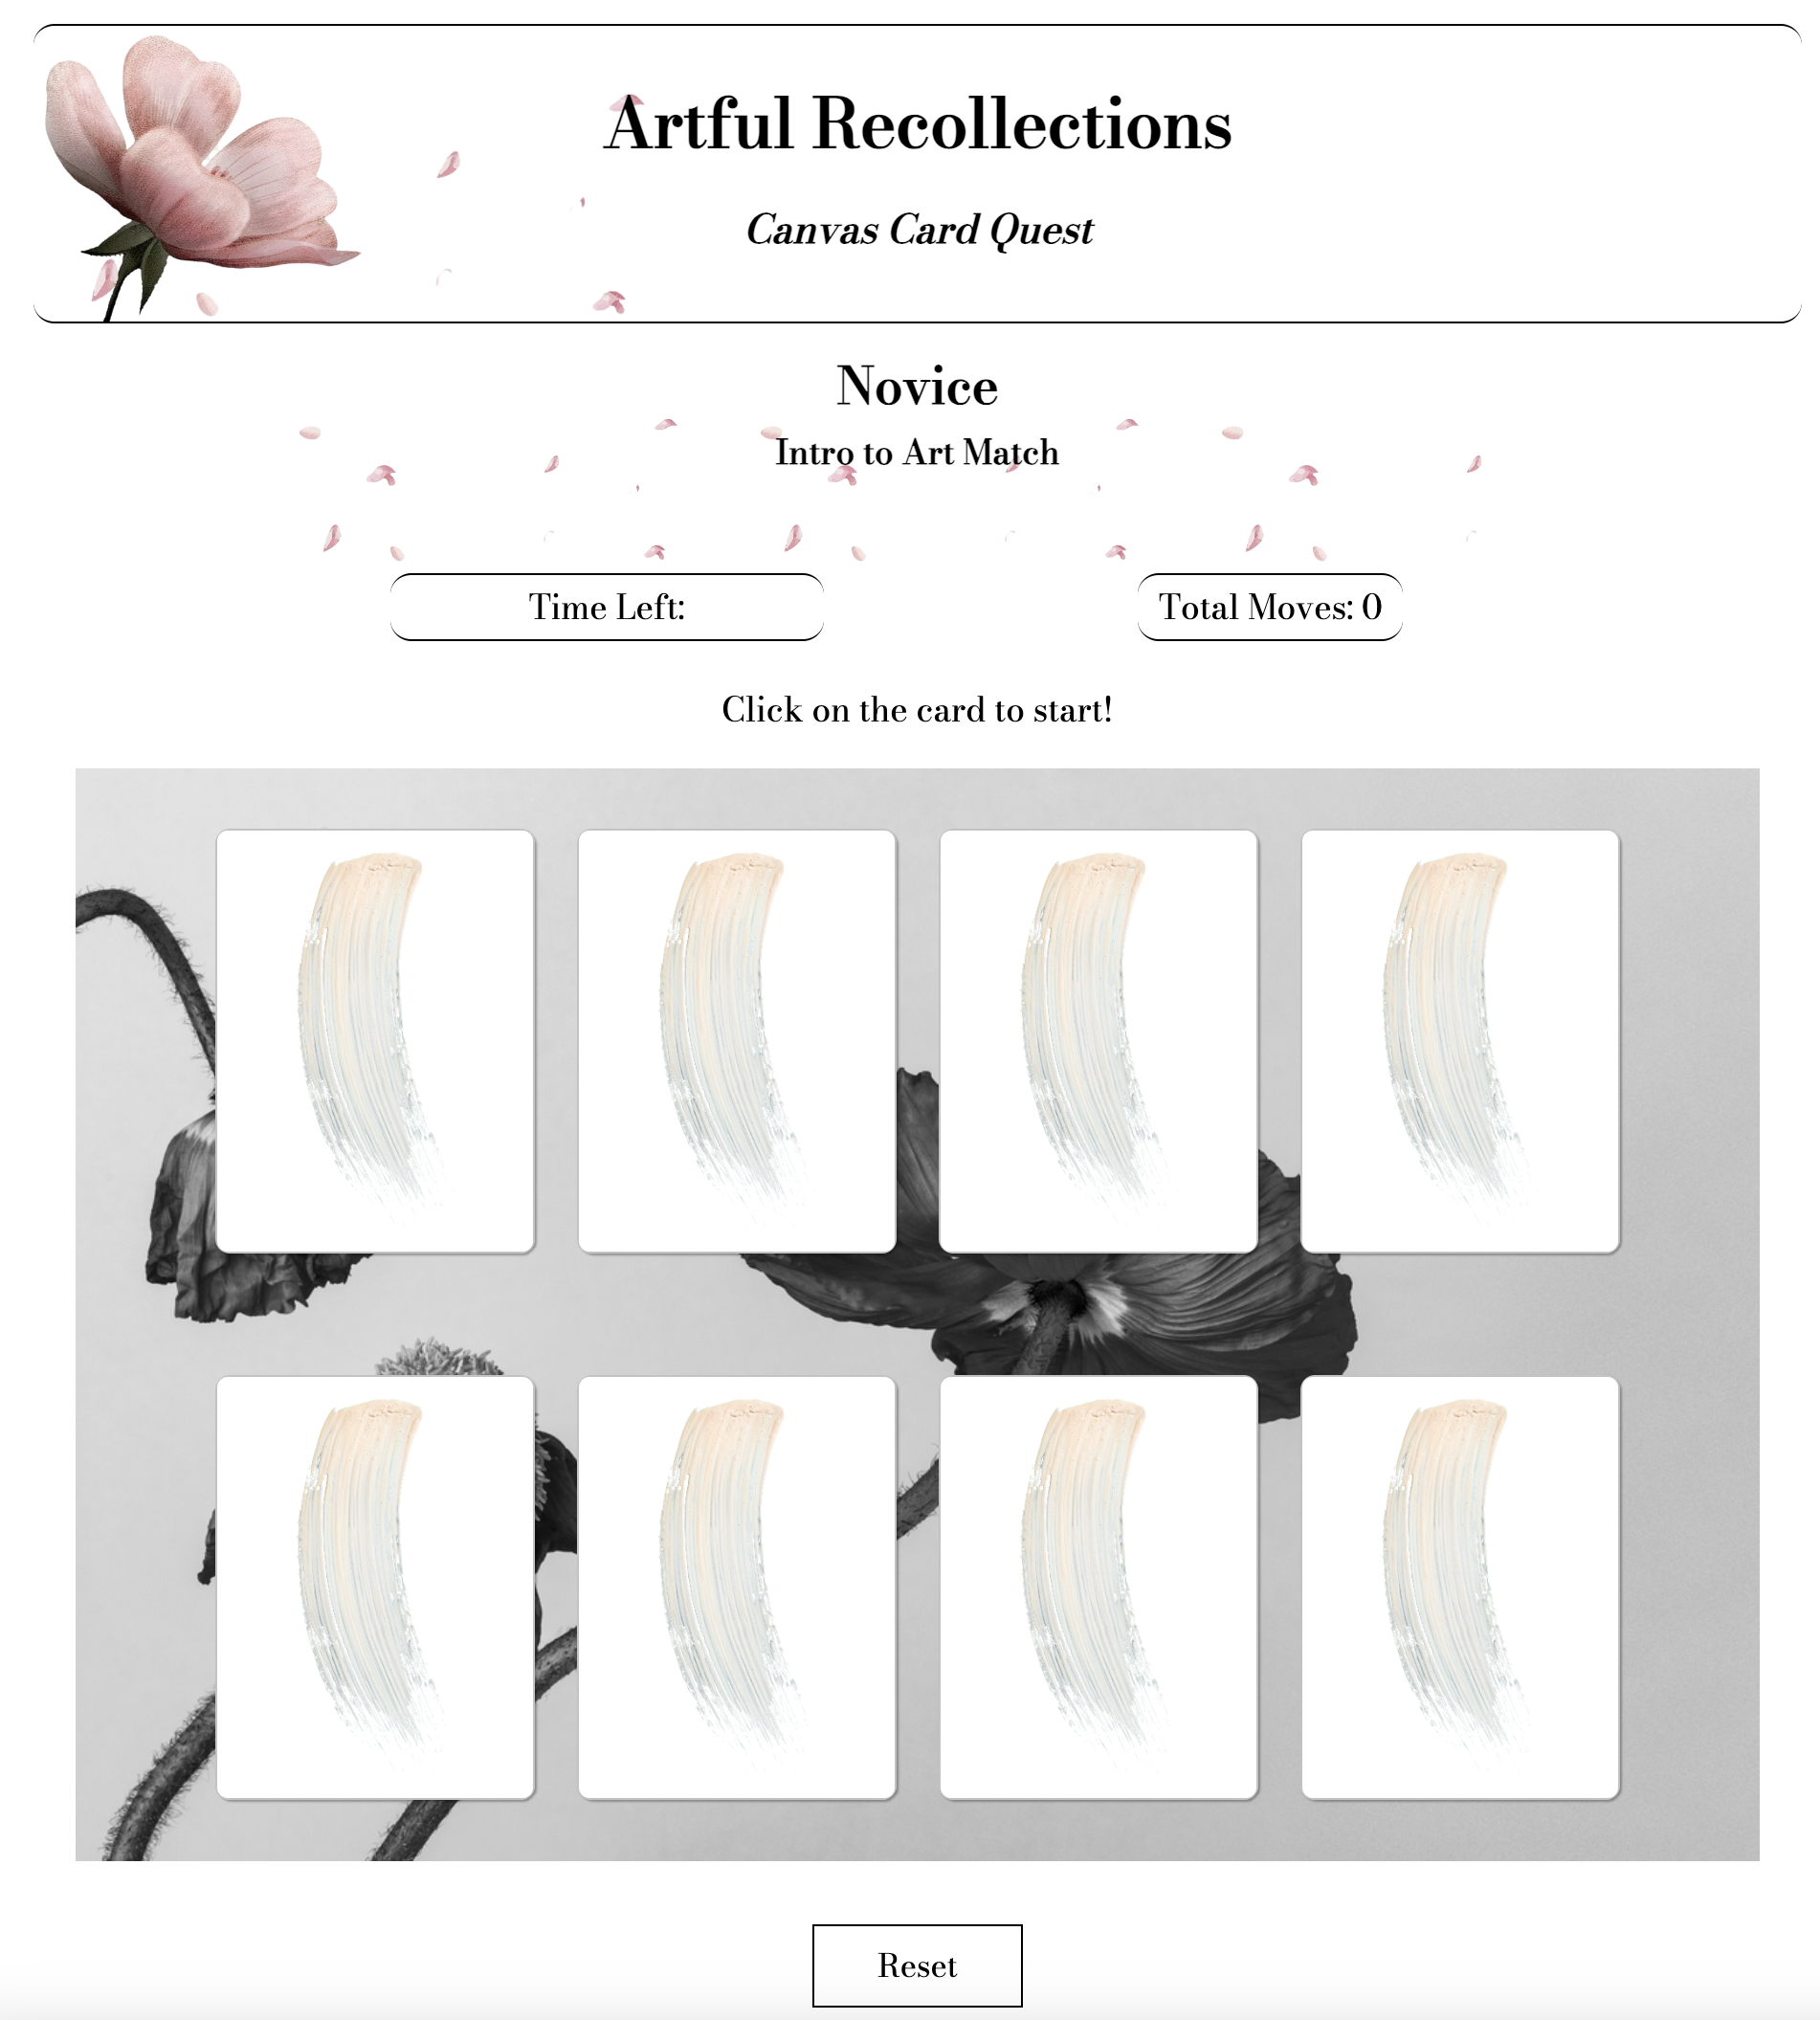 Artful Recollections
Canvas Card Quest
Novice
Intro to Art Match
Time Left:
Total Moves: 0
Click on the card to start!
Reset